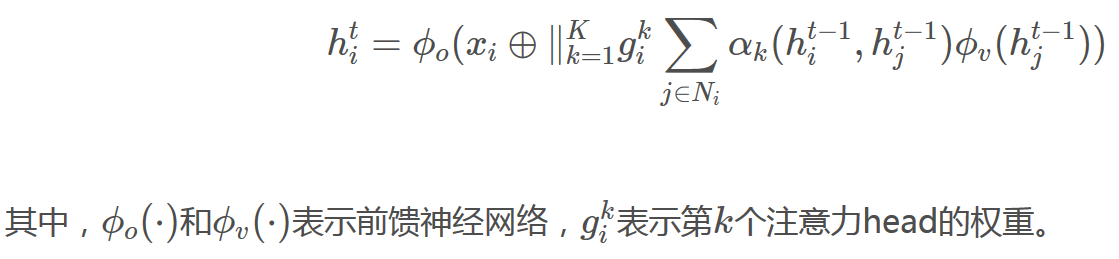 $h_i^t = \phi_o(x_i \oplus \|_{k=1}^{K} g_i^k \sum_{j \in N_i} \alpha_k(h_i^{t-1}, h_j^{t-1}) \phi_v(h_j^{t-1}))$
其中，$\phi_o(\cdot)$和$\phi_v(\cdot)$表示前馈神经网络，$g_i^k$表示第$k$个注意力head的权重。